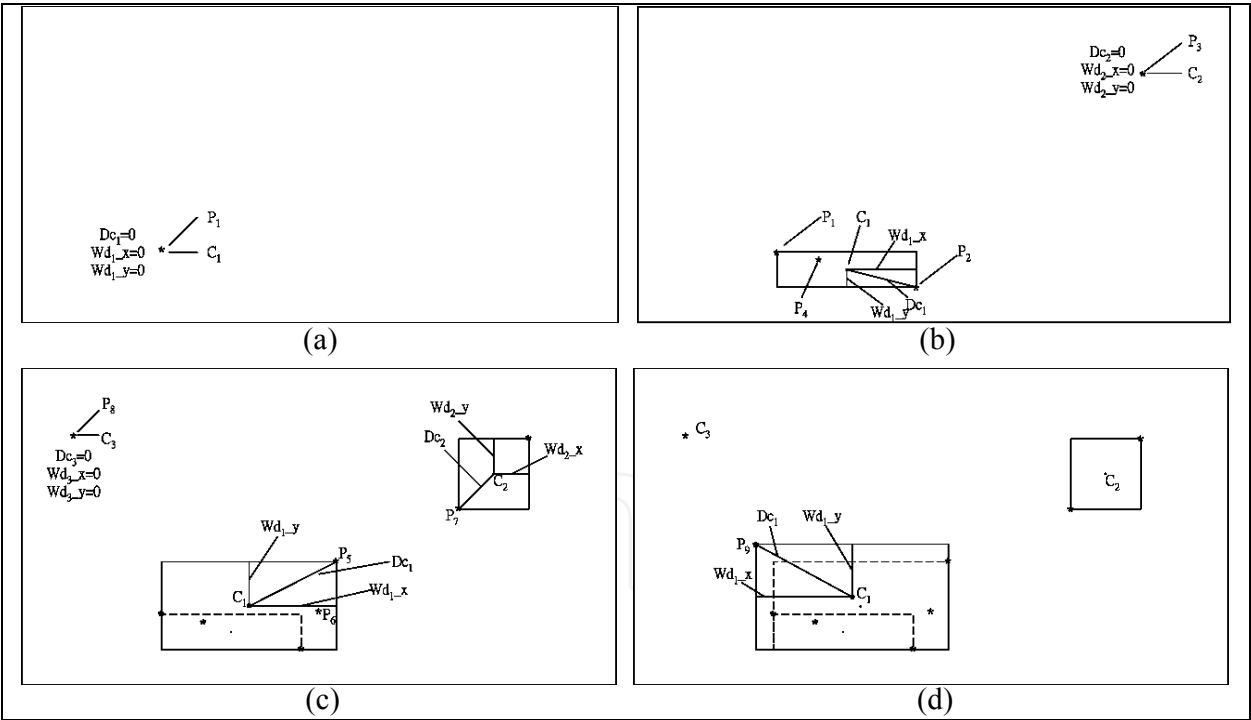 P1
Dc1=0
Wd1_x=0
C1
Wd1_y=0
(a)
P3
Dc2=0
Wd2_x=0
C2
Wd2_y=0
P1
C1
Wd1_x
P2
P4
Wd1_y
Dc1
(b)
P8
C3
Dc3=0
Wd3_x=0
Wd3_y=0
Wd2_y
Dc2
Wd2_x
C2
P7
Wd1_y
P5
Dc1
Wd1_x
C1
P6
(c)
C3
C2
Dc1
Wd1_y
P9
Wd1_x
C1
(d)